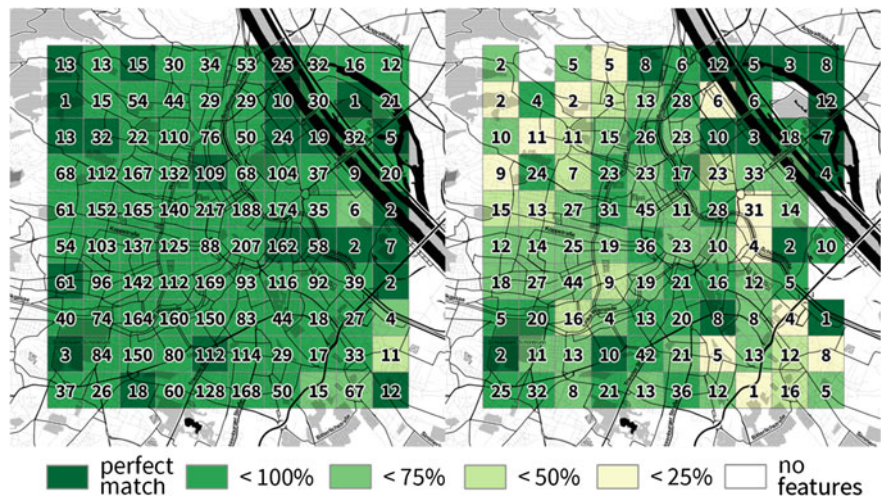 13 13 15 30 34 53 25 32 16 12
1 15 54 44 29 29 10 30 1 21
13 32 22 110 76 50 24 19 32 5
68 112 167 132 109 68 104 37 9 20
61 152 165 140 217 188 174 35 6 2
54 103 137 125 88 207 162 58 2 7
61 96 142 112 169 93 116 92 39 2
40 74 164 160 150 83 44 18 27 4
3 84 150 80 112 114 29 17 33 11
37 26 18 60 128 168 50 15 67 12
2 5 5 8 6 12 5 3 8
2 4 2 3 13 28 6 6 12
10 11 11 15 26 23 10 3 18 7
9 24 7 23 23 17 23 33 2 4
15 13 27 31 45 11 28 31 14
12 14 25 19 36 23 10 4 2 10
18 27 44 9 19 21 16 12 5
5 20 16 4 13 20 8 8 4 1
2 11 13 10 42 21 5 13 12 8
25 32 8 21 13 36 12 1 16 5
perfect match
< 100%
< 75%
< 50%
< 25%
no features